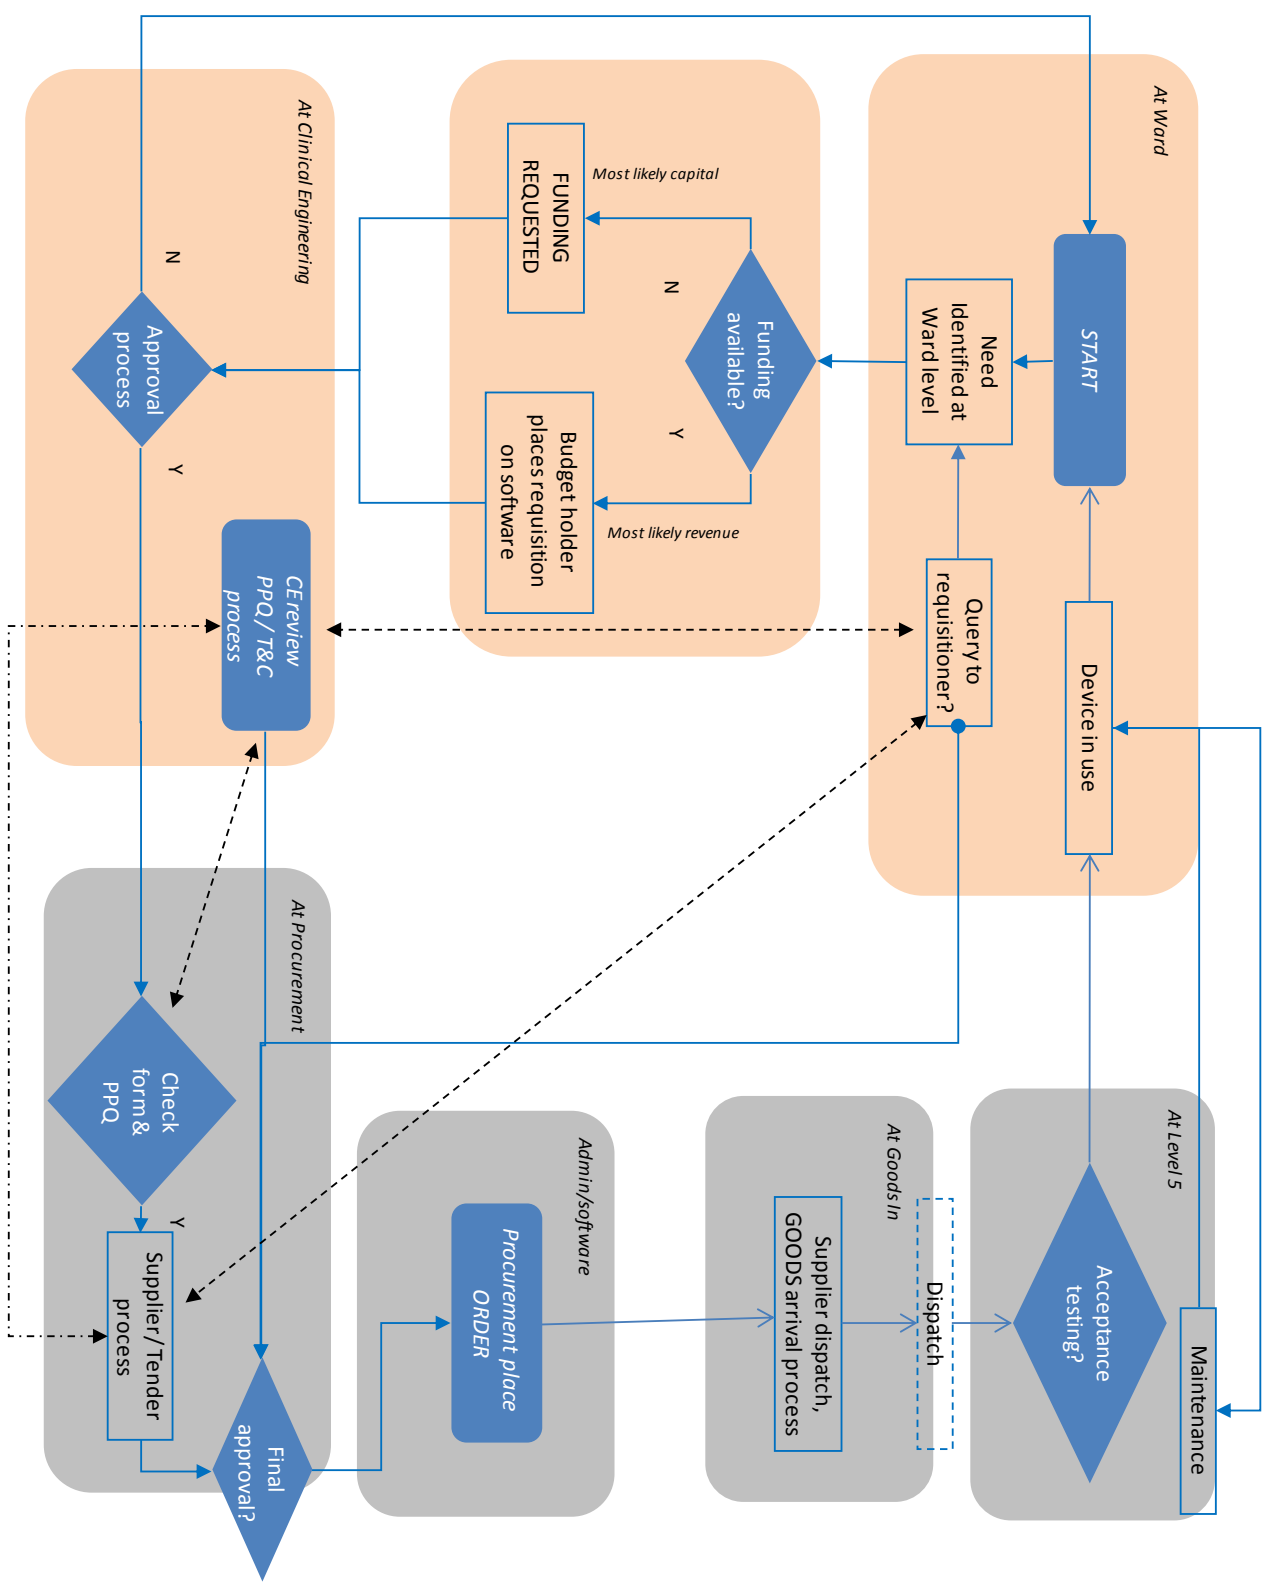 At Ward
START
Need
Identified at
Ward level
Query to
requisitioner?
Device in use
Most likely capital
Funding
available?
N
Y
FUNDING
REQUESTED
Budget holder
places requisition
on software
Most likely revenue
At Clinical Engineering
Approval
process
N
Y
CE review
PPQ / T&C
process
At Procurement
Check
form &
PPQ
Y
Supplier / Tender
process
Final
approval?
Admin/software
Procurement place
ORDER
At Goods In
Supplier dispatch,
GOODS arrival process
Dispatch
At Level 5
Acceptance
testing?
Maintenance